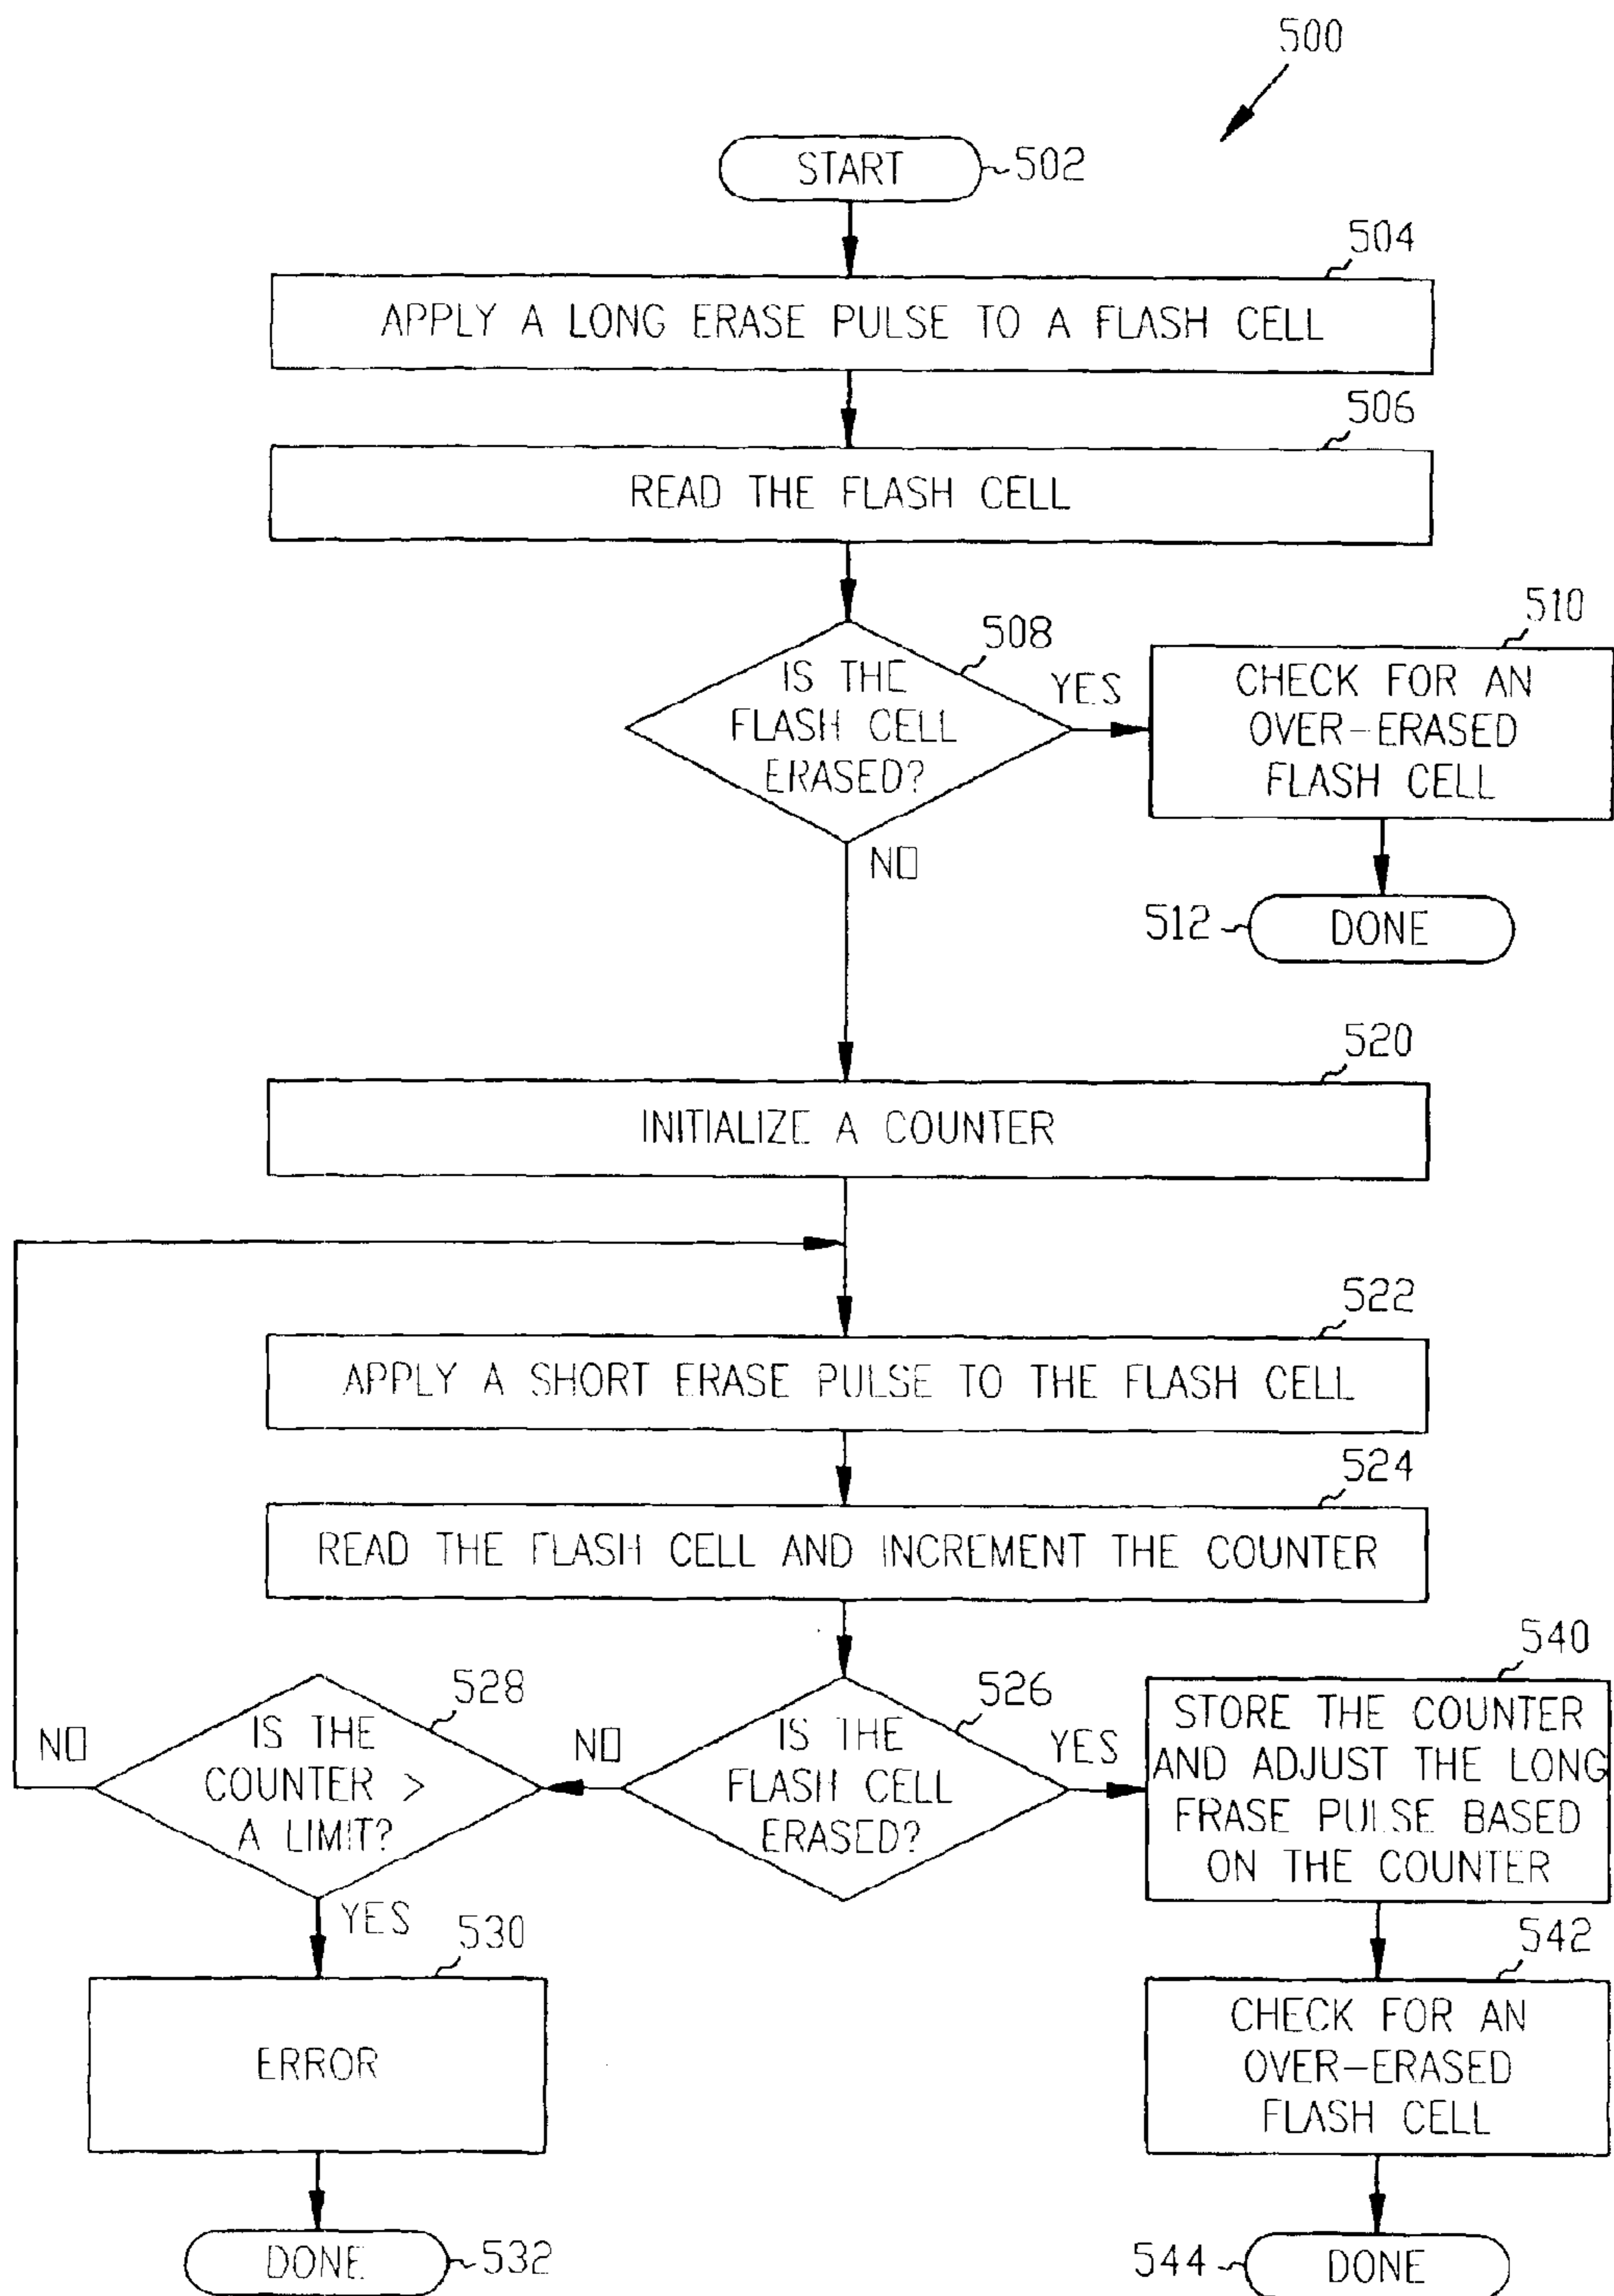 500
START
502
504
APPLY A LONG ERASE PULSE TO A FLASH CELL
506
READ THE FLASH CELL
508
IS THE
FLASH CELL
ERASED?
YES
510
CHECK FOR AN
OVER-ERASED
FLASH CELL
NO
512
DONE
520
INITIALIZE A COUNTER
522
APPLY A SHORT ERASE PULSE TO THE FLASH CELL
524
READ THE FLASH CELL AND INCREMENT THE COUNTER
528
IS THE
COUNTER >
A LIMIT?
NO
NO
526
IS THE
FLASH CELL
ERASED?
YES
540
STORE THE COUNTER
AND ADJUST THE LONG
ERASE PULSE BASED
ON THE COUNTER
YES
530
ERROR
542
CHECK FOR AN
OVER-ERASED
FLASH CELL
DONE
532
544
DONE